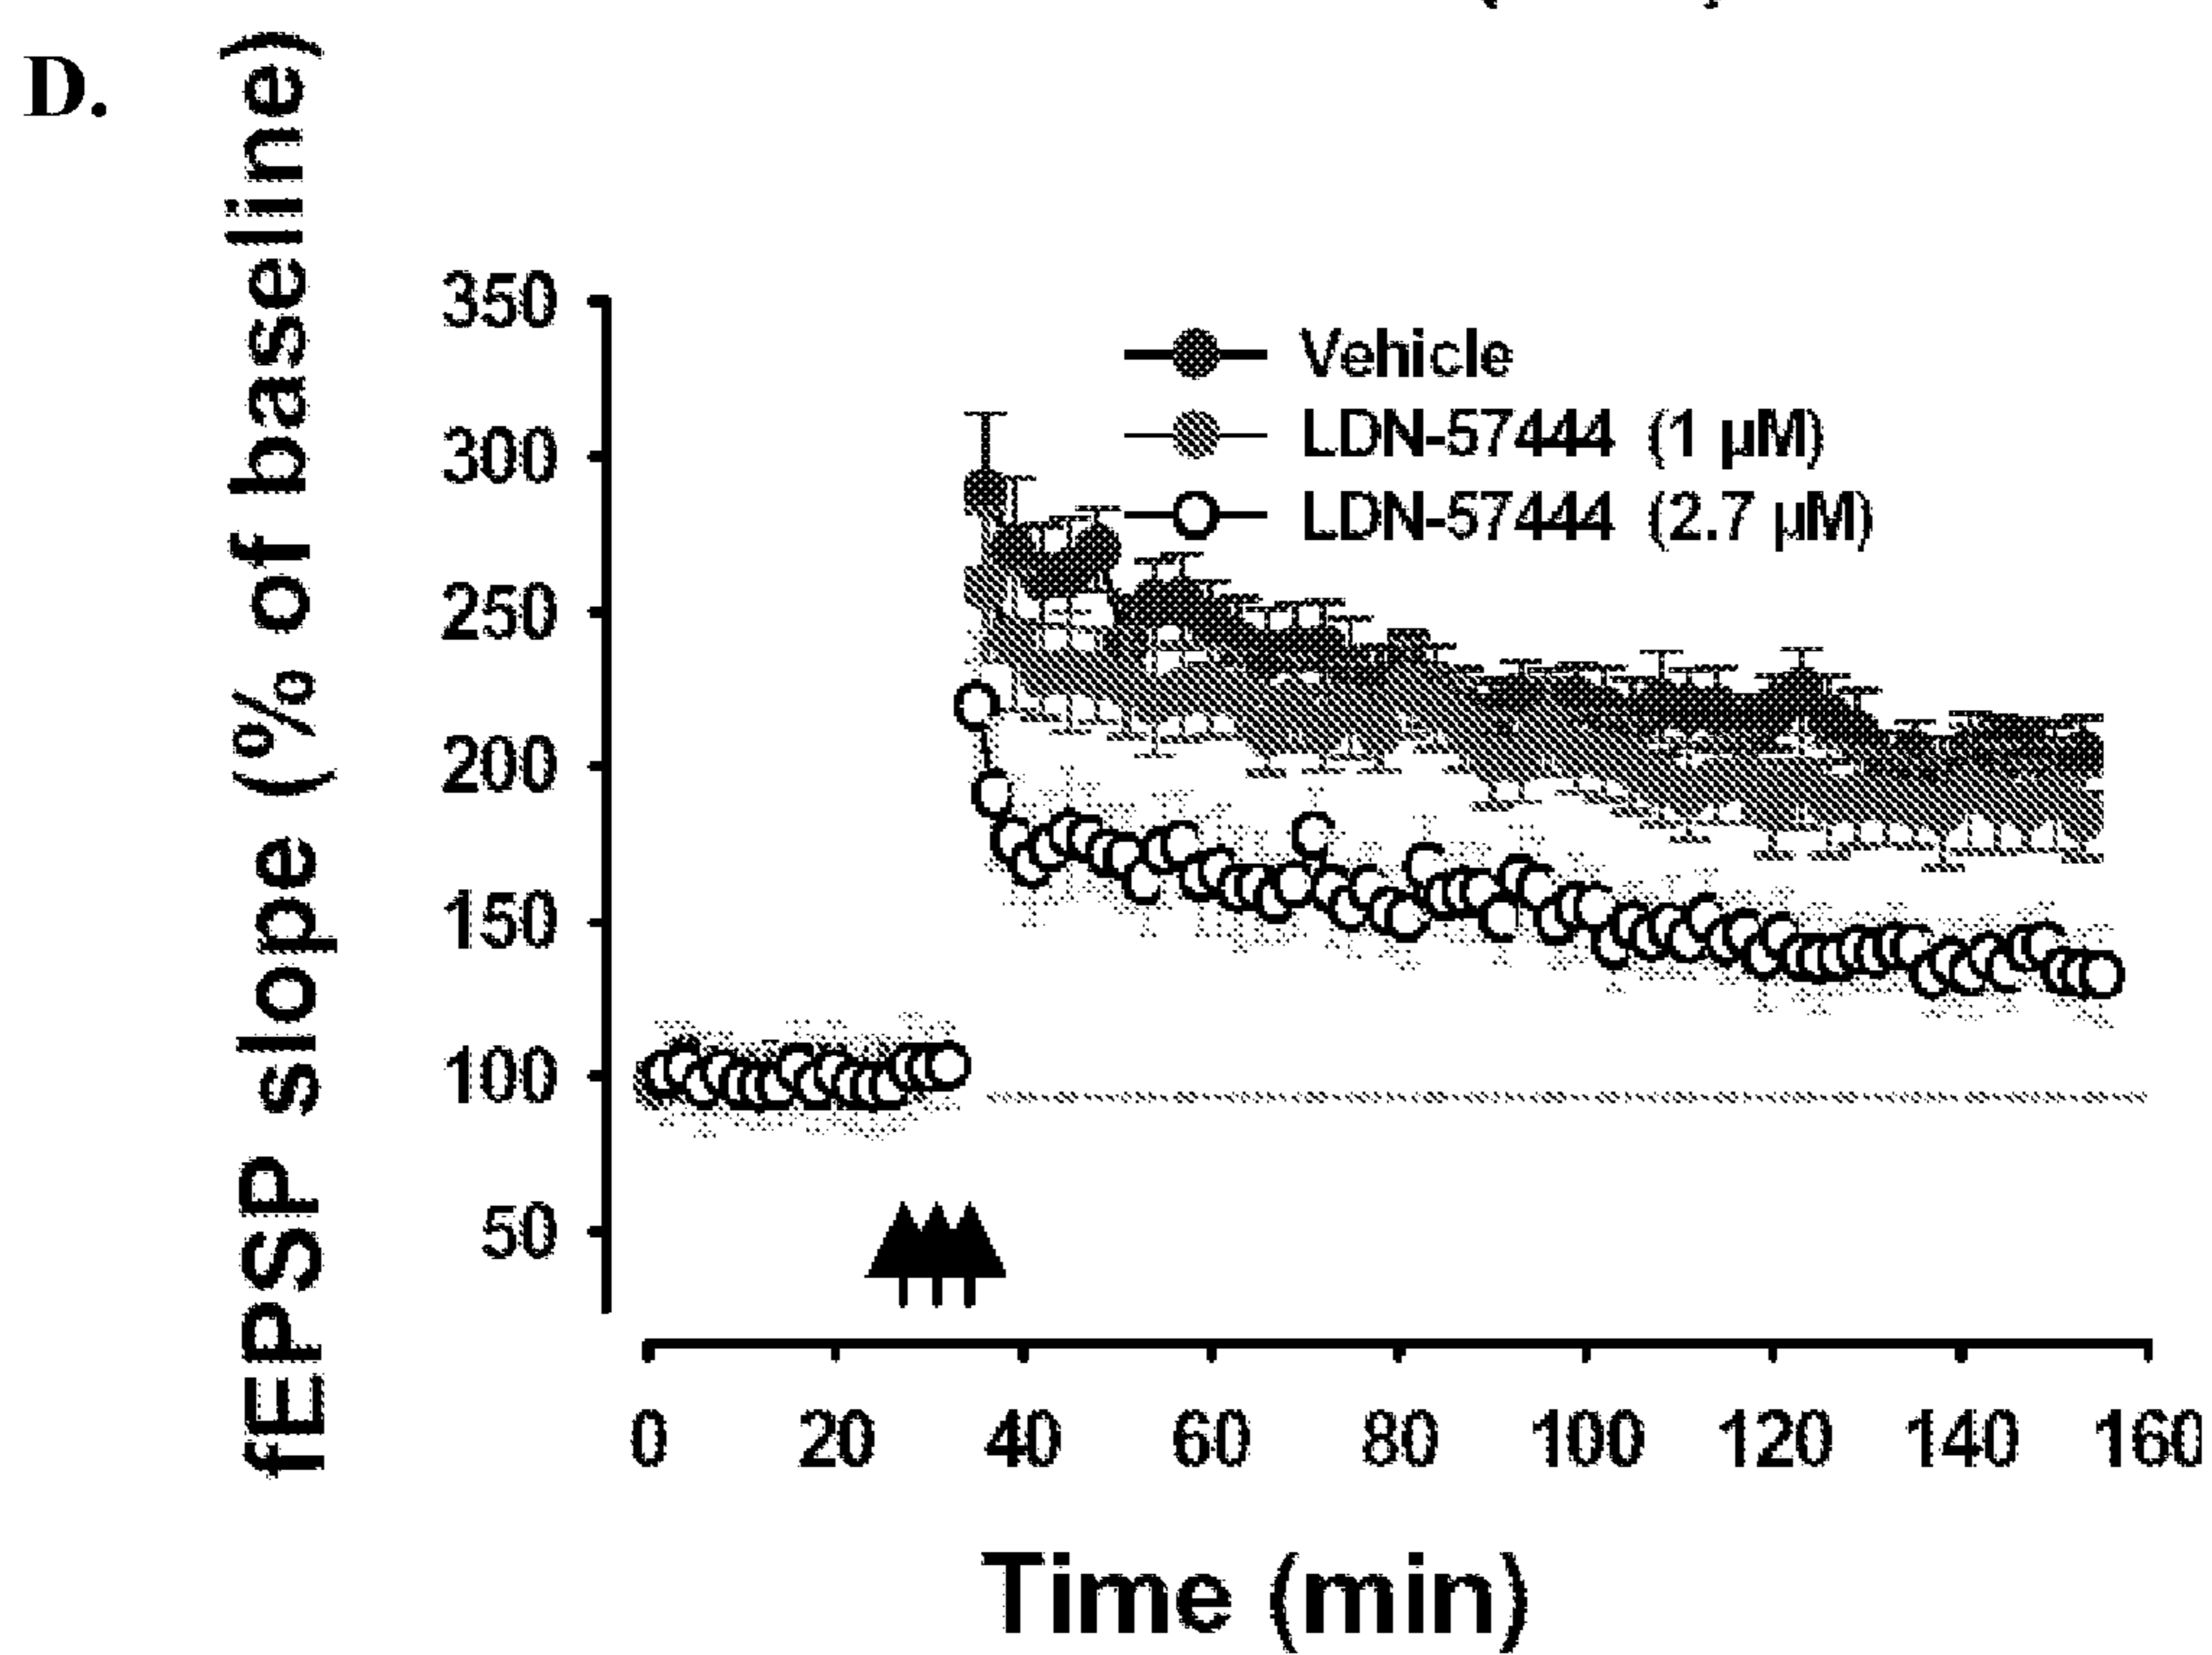 D.
fEPSP slope (% of baseline)
350
300
250
200
150
100
50
Vehicle
LDN-57444 (1 µM)
LDN-57444 (2.7 µM)
0 20 40 60 80 100 120 140 160
Time (min)